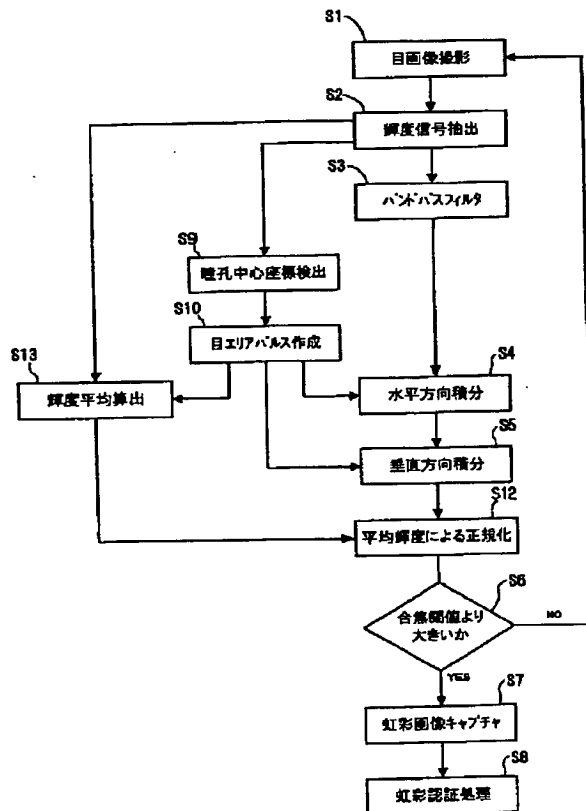 S1
目画像撮影
S2
輝度信号抽出
S3
バンドパスフィルタ
S9
瞳孔中心座標検出
S10
目エリアパルス作成
S13
輝度平均算出
S4
水平方向積分
S5
垂直方向積分
S12
平均輝度による正規化
S6
合焦閾値より
大きいか
NO
YES
S7
虹彩画像キャプチャ
S8
虹彩認証処理